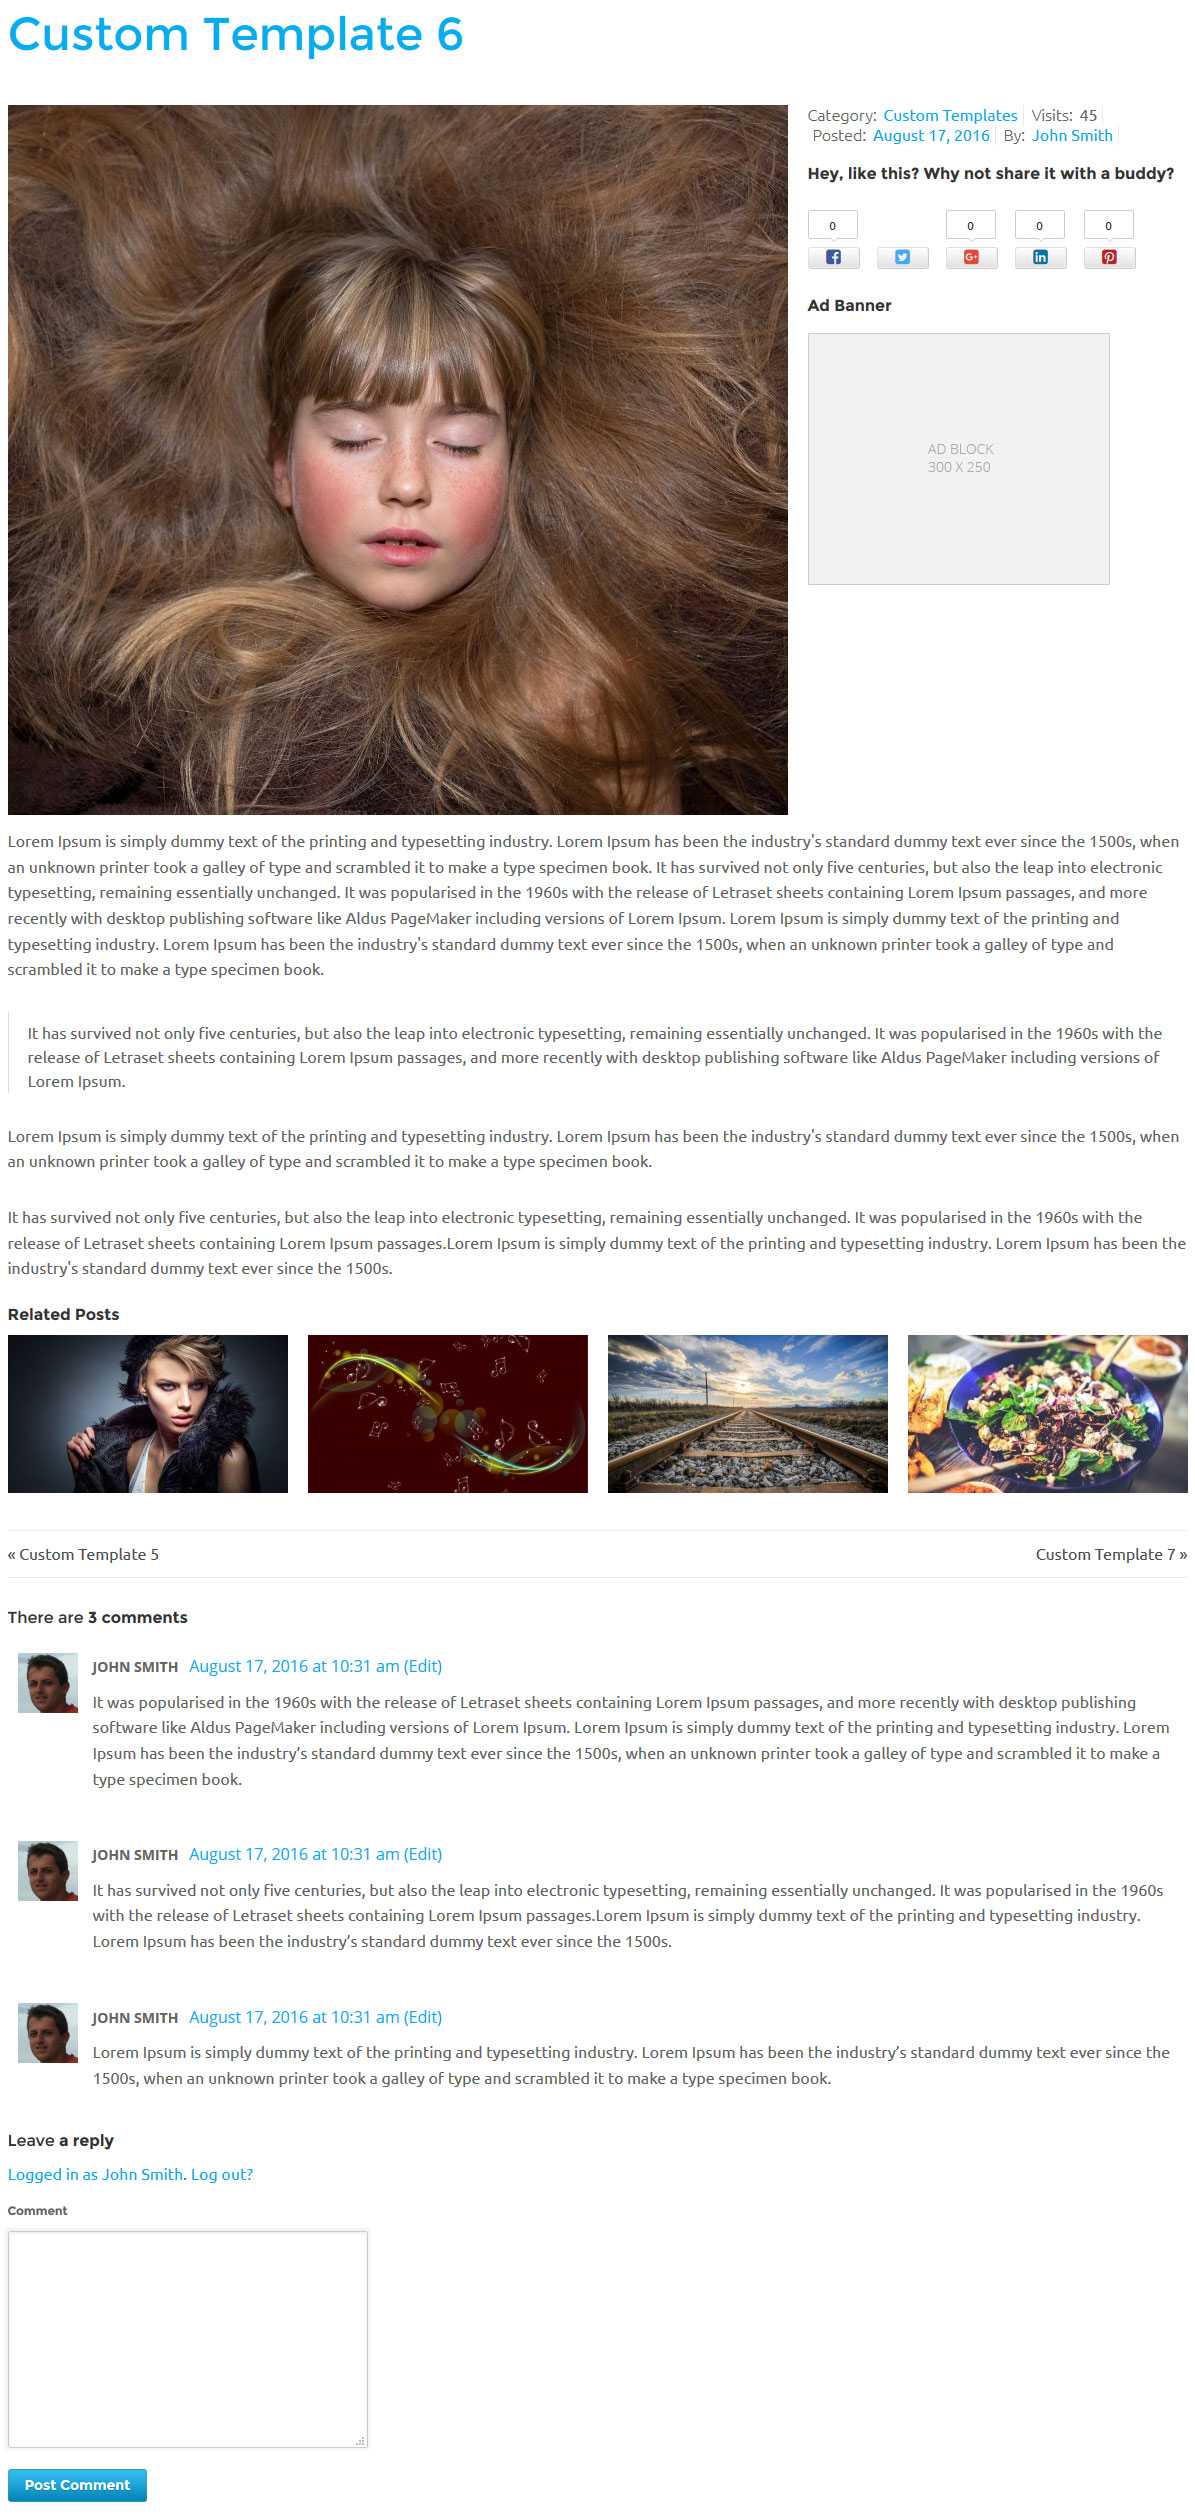 Custom Template 6
Category: Custom Templates Visits: 45
Posted: August 17, 2016 By: John Smith
Hey, like this? Why not share it with a buddy?
0 0 0 0
Ad Banner
AD BLOCK
300 X 250
Lorem Ipsum is simply dummy text of the printing and typesetting industry. Lorem Ipsum has been the industry's standard dummy text ever since the 1500s, when
an unknown printer took a galley of type and scrambled it to make a type specimen book. It has survived not only five centuries, but also the leap into electronic
typesetting, remaining essentially unchanged. It was popularised in the 1960s with the release of Letraset sheets containing Lorem Ipsum passages, and more
recently with desktop publishing software like Aldus PageMaker including versions of Lorem Ipsum. Lorem Ipsum is simply dummy text of the printing and
typesetting industry. Lorem Ipsum has been the industry's standard dummy text ever since the 1500s, when an unknown printer took a galley of type and
scrambled it to make a type specimen book.
It has survived not only five centuries, but also the leap into electronic typesetting, remaining essentially unchanged. It was popularised in the 1960s with the
release of Letraset sheets containing Lorem Ipsum passages, and more recently with desktop publishing software like Aldus PageMaker including versions of
Lorem Ipsum.
Lorem Ipsum is simply dummy text of the printing and typesetting industry. Lorem Ipsum has been the industry's standard dummy text ever since the 1500s, when
an unknown printer took a galley of type and scrambled it to make a type specimen book.
It has survived not only five centuries, but also the leap into electronic typesetting, remaining essentially unchanged. It was popularised in the 1960s with the
release of Letraset sheets containing Lorem Ipsum passages.Lorem Ipsum is simply dummy text of the printing and typesetting industry. Lorem Ipsum has been the
industry's standard dummy text ever since the 1500s.
Related Posts
« Custom Template 5
Custom Template 7 »
There are 3 comments
JOHN SMITH August 17, 2016 at 10:31 am (Edit)
It was popularised in the 1960s with the release of Letraset sheets containing Lorem Ipsum passages, and more recently with desktop publishing
software like Aldus PageMaker including versions of Lorem Ipsum. Lorem Ipsum is simply dummy text of the printing and typesetting industry. Lorem
Ipsum has been the industry’s standard dummy text ever since the 1500s, when an unknown printer took a galley of type and scrambled it to make a
type specimen book.
JOHN SMITH August 17, 2016 at 10:31 am (Edit)
It has survived not only five centuries, but also the leap into electronic typesetting, remaining essentially unchanged. It was popularised in the 1960s
with the release of Letraset sheets containing Lorem Ipsum passages.Lorem Ipsum is simply dummy text of the printing and typesetting industry.
Lorem Ipsum has been the industry’s standard dummy text ever since the 1500s.
JOHN SMITH August 17, 2016 at 10:31 am (Edit)
Lorem Ipsum is simply dummy text of the printing and typesetting industry. Lorem Ipsum has been the industry’s standard dummy text ever since the
1500s, when an unknown printer took a galley of type and scrambled it to make a type specimen book.
Leave a reply
Logged in as John Smith. Log out?
Comment
Post Comment